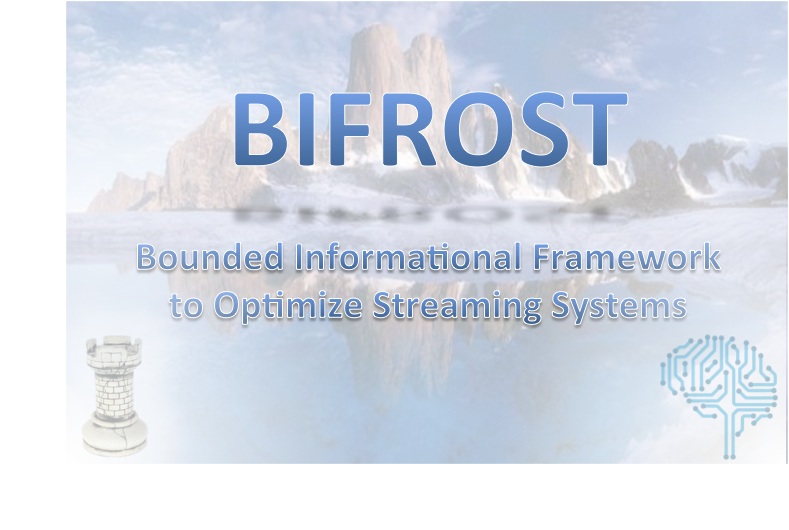 BIFROST
Bounded Informational Framework
to Optimize Streaming Systems